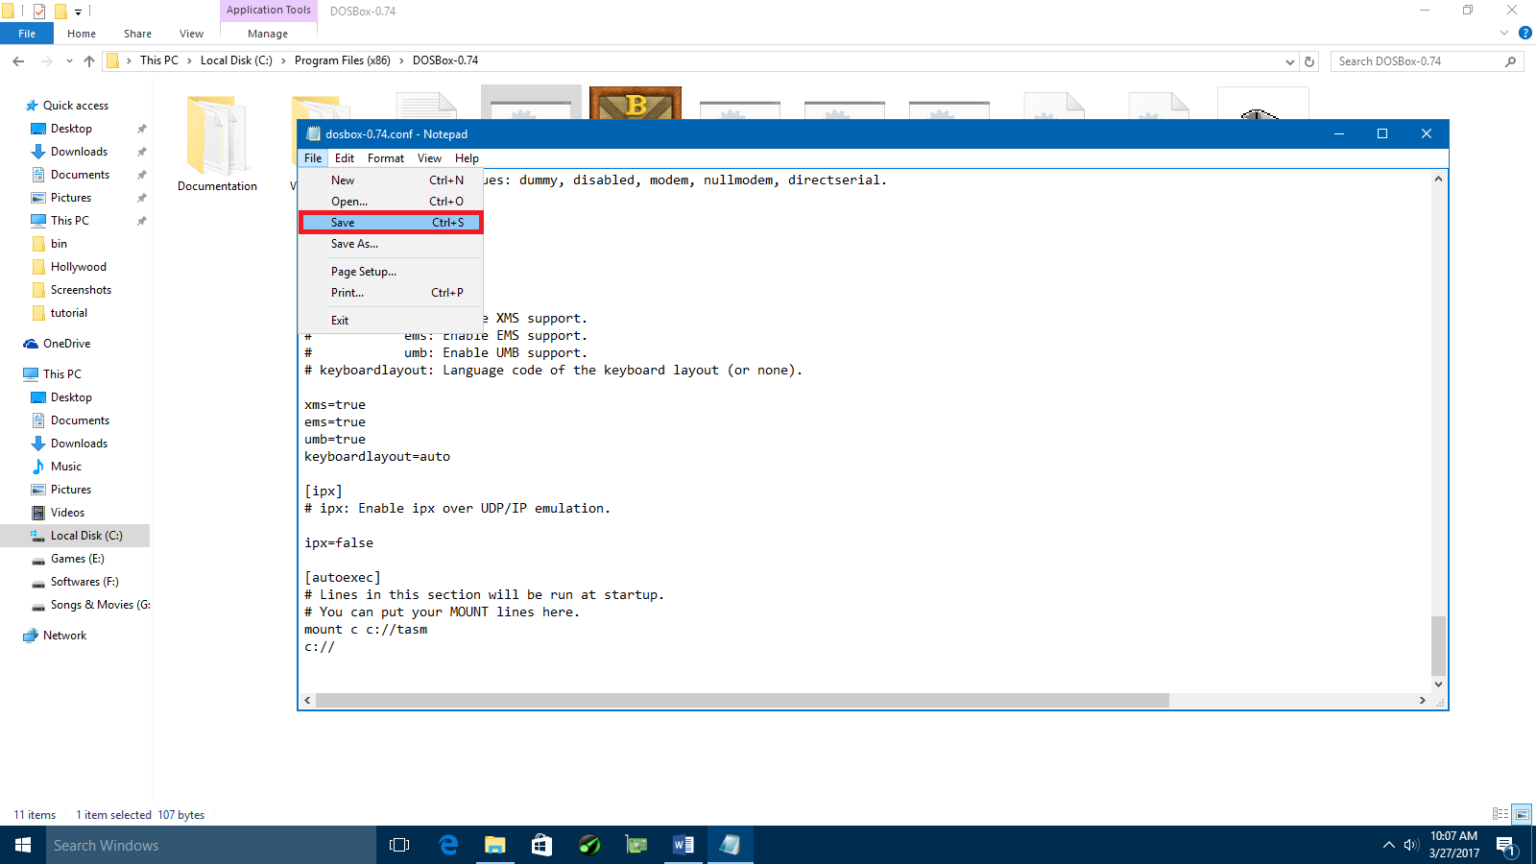 Application Tools
DOSBox-0.74
File Home Share View Manage
This PC Local Disk (C:) Program Files (x86) DOSBox-0.74
Search DOSBox-0.74
Quick access
Desktop
Downloads
Documents
Pictures
This PC
bin
Hollywood
Screenshots
tutorial
OneDrive
This PC
Desktop
Documents
Downloads
Music
Pictures
Videos
Local Disk (C:)
Games (E:)
Softwares (F:)
Songs & Movies (G:
Network
Documentation
B
dosbox-0.74.conf - Notepad
File Edit Format View Help
New Ctrl+N
Open... Ctrl+O
Save Ctrl+S
Save As...
Page Setup...
Print... Ctrl+P
Exit
ues: dummy, disabled, modem, nullmodem, directserial.
e XMS support.
# ems: Enable EMS support.
# umb: Enable UMB support.
# keyboardlayout: Language code of the keyboard layout (or none).
xms=true
ems=true
umb=true
keyboardlayout=auto
[ipx]
# ipx: Enable ipx over UDP/IP emulation.
ipx=false
[autoexec]
# Lines in this section will be run at startup.
# You can put your MOUNT lines here.
mount c c://tasm
c://
11 items 1 item selected 107 bytes
Search Windows
10:07 AM
3/27/2017
1